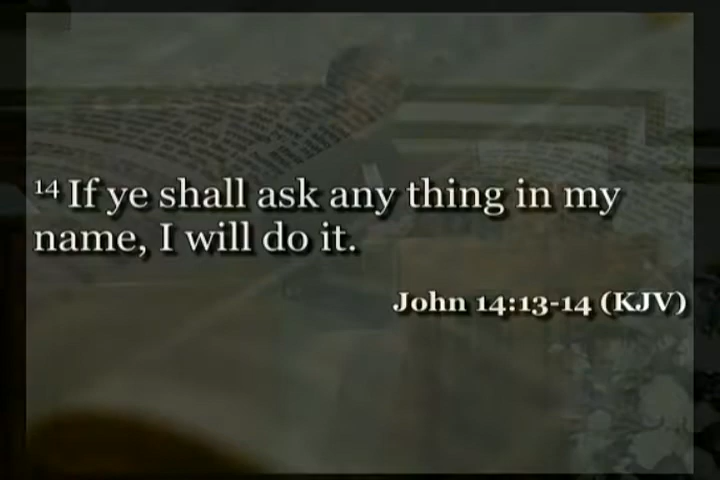 14 If ye shall ask any thing in my
name, I will do it.
John 14:13-14 (KJV)